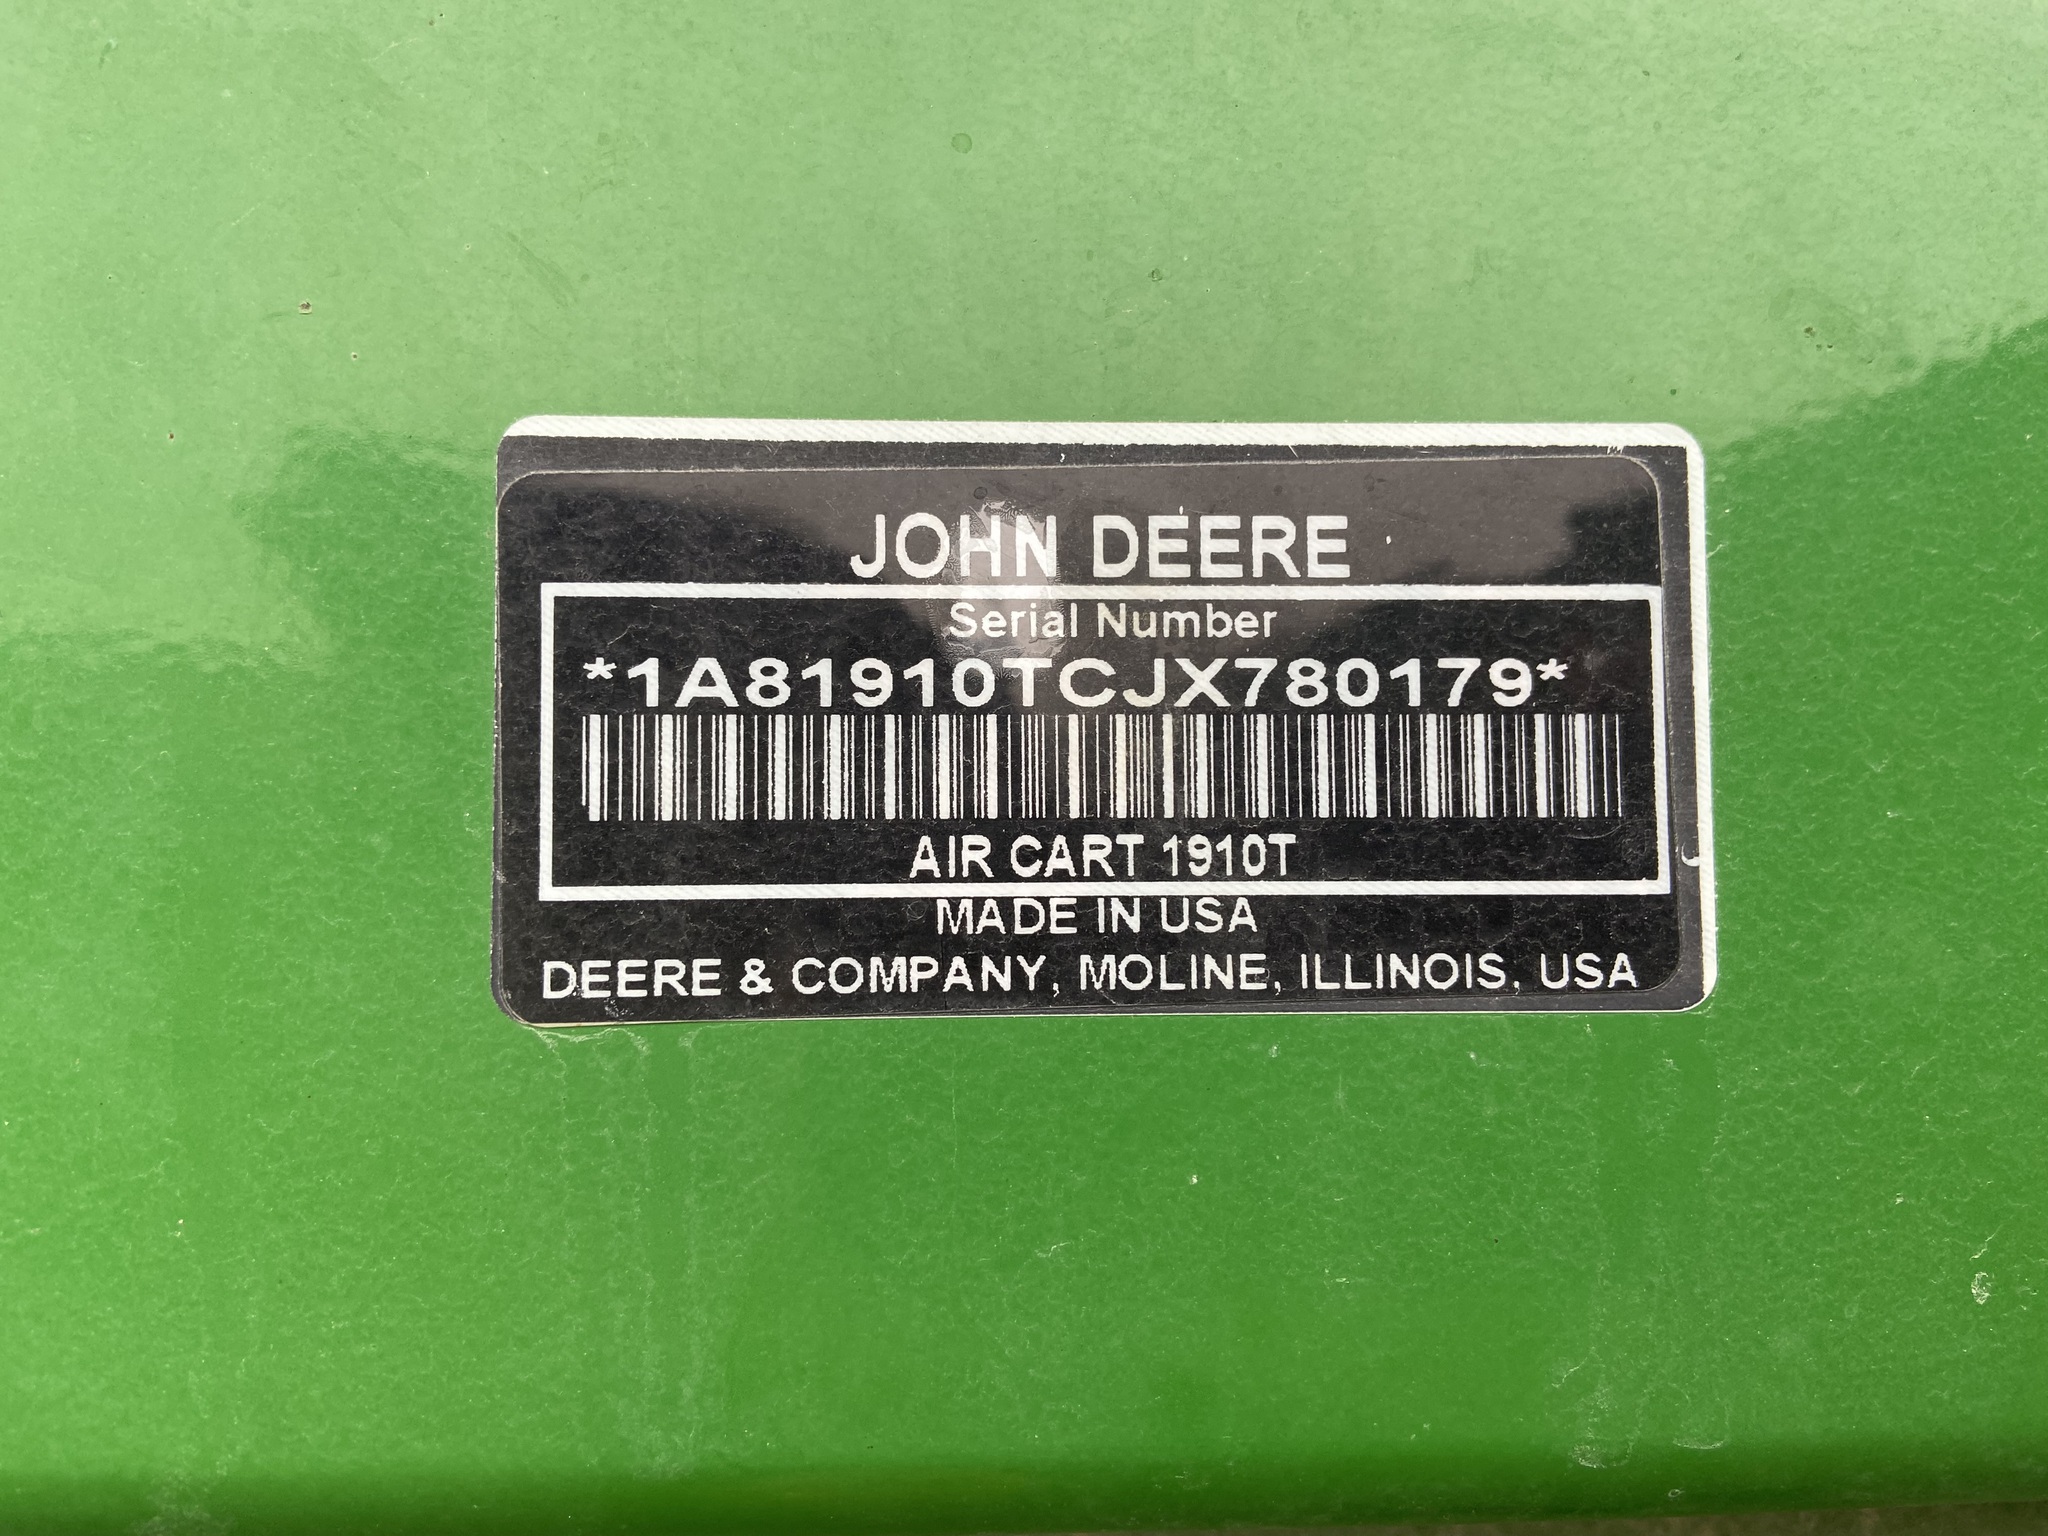 JOHN DEERE
Serial Number
*1A81910TCJX780179*
AIR CART 1910T
MADE IN USA
DEERE & COMPANY, MOLINE, ILLINOIS, USA